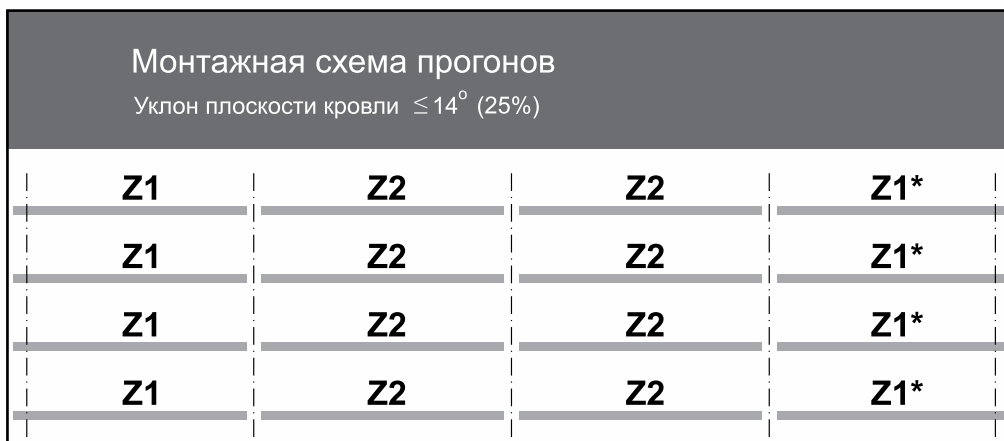 Монтажная схема прогонов
Уклон плоскости кровли ≤14° (25%)
Z1 Z2 Z2 Z1*
Z1 Z2 Z2 Z1*
Z1 Z2 Z2 Z1*
Z1 Z2 Z2 Z1*